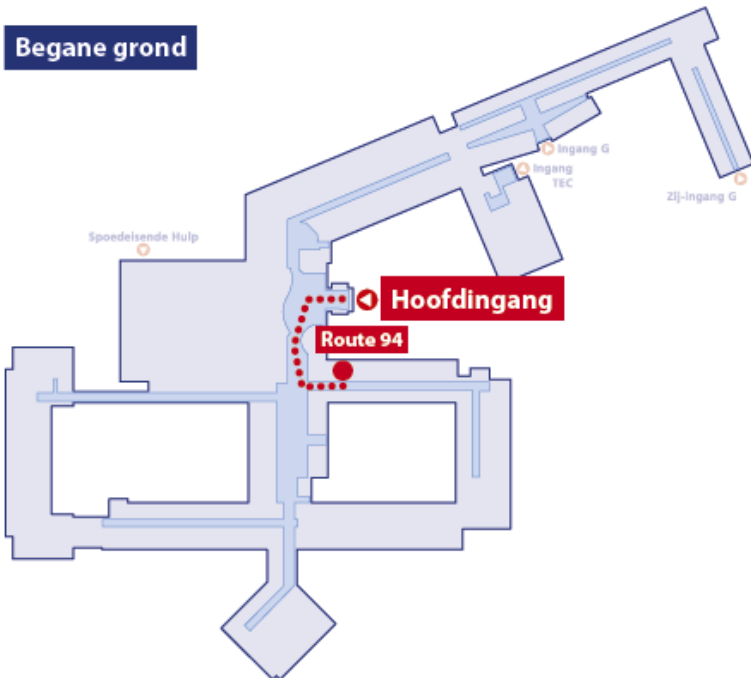 Begane grond
Ingang G
Ingang
TEC
Zij-ingang G
Spoedeisende Hulp
Hoofdingang
Route 94